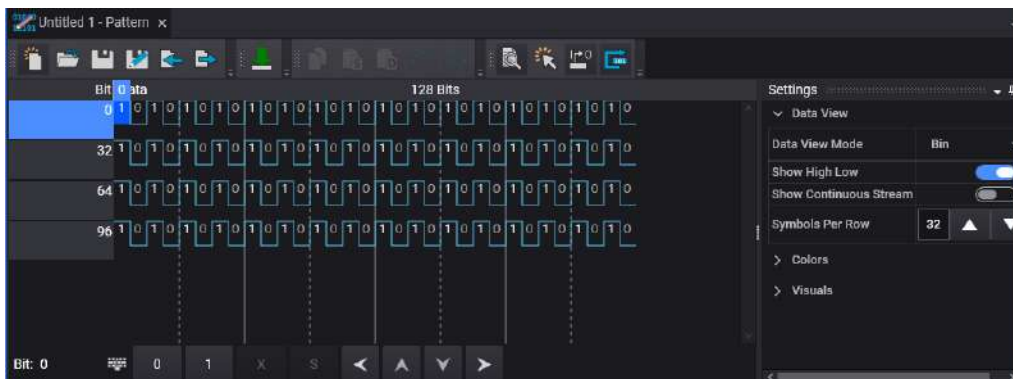 Untitled 1 - Pattern ×
Bit 0 ata 128 Bits
0 1 0 1 0 1 0 1 0 1 0 1 0 1 0 1 0 1 0 1 0 1 0 1 0 1 0 1 0 1 0 1 0
32 1 0 1 0 1 0 1 0 1 0 1 0 1 0 1 0 1 0 1 0 1 0 1 0 1 0 1 0 1 0 1 0
64 1 0 1 0 1 0 1 0 1 0 1 0 1 0 1 0 1 0 1 0 1 0 1 0 1 0 1 0 1 0 1 0
96 1 0 1 0 1 0 1 0 1 0 1 0 1 0 1 0 1 0 1 0 1 0 1 0 1 0 1 0 1 0 1 0
Bit: 0 0 1 X S
Settings
Data View
Data View Mode Bin
Show High Low
Show Continuous Stream
Symbols Per Row 32
Colors
Visuals